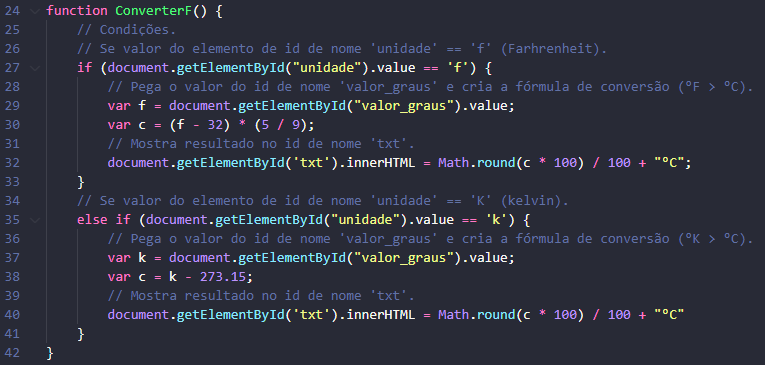 24 function ConverterF() {
25 // Condições.
26 // Se valor do elemento de id de nome 'unidade' == 'f' (Farhrenheit).
27 if (document.getElementById("unidade").value == 'f') {
28 // Pega o valor do id de nome 'valor_graus' e cria a fórmula de conversão (ºF > ºC).
29 var f = document.getElementById("valor_graus").value;
30 var c = (f - 32) * (5 / 9);
31 // Mostra resultado no id de nome 'txt'.
32 document.getElementById('txt').innerHTML = Math.round(c * 100) / 100 + "ºC";
33 }
34 // Se valor do elemento de id de nome 'unidade' == 'K' (kelvin).
35 else if (document.getElementById("unidade").value == 'k') {
36 // Pega o valor do id de nome 'valor_graus' e cria a fórmula de conversão (ºK > ºC).
37 var k = document.getElementById("valor_graus").value;
38 var c = k - 273.15;
39 // Mostra resultado no id de nome 'txt'.
40 document.getElementById('txt').innerHTML = Math.round(c * 100) / 100 + "ºC"
41 }
42 }